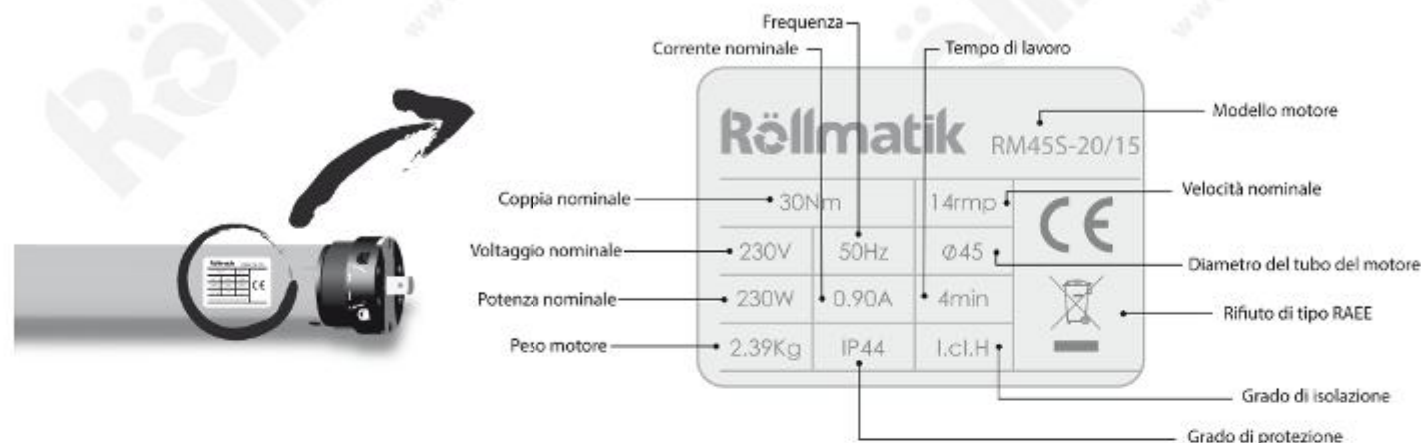 Frequenza
Corrente nominale
Tempo di lavoro
Röllmatik
RM45S-20/15
Modello motore
Coppia nominale
30Nm
14rmp
Velocità nominale
CE
Voltaggio nominale
230V
50Hz
Ø45
Diametro del tubo del motore
Potenza nominale
230W
0.90A
4min
Rifiuto di tipo RAEE
Peso motore
2.39Kg
IP44
I.cl.H
Grado di isolazione
Grado di protezione